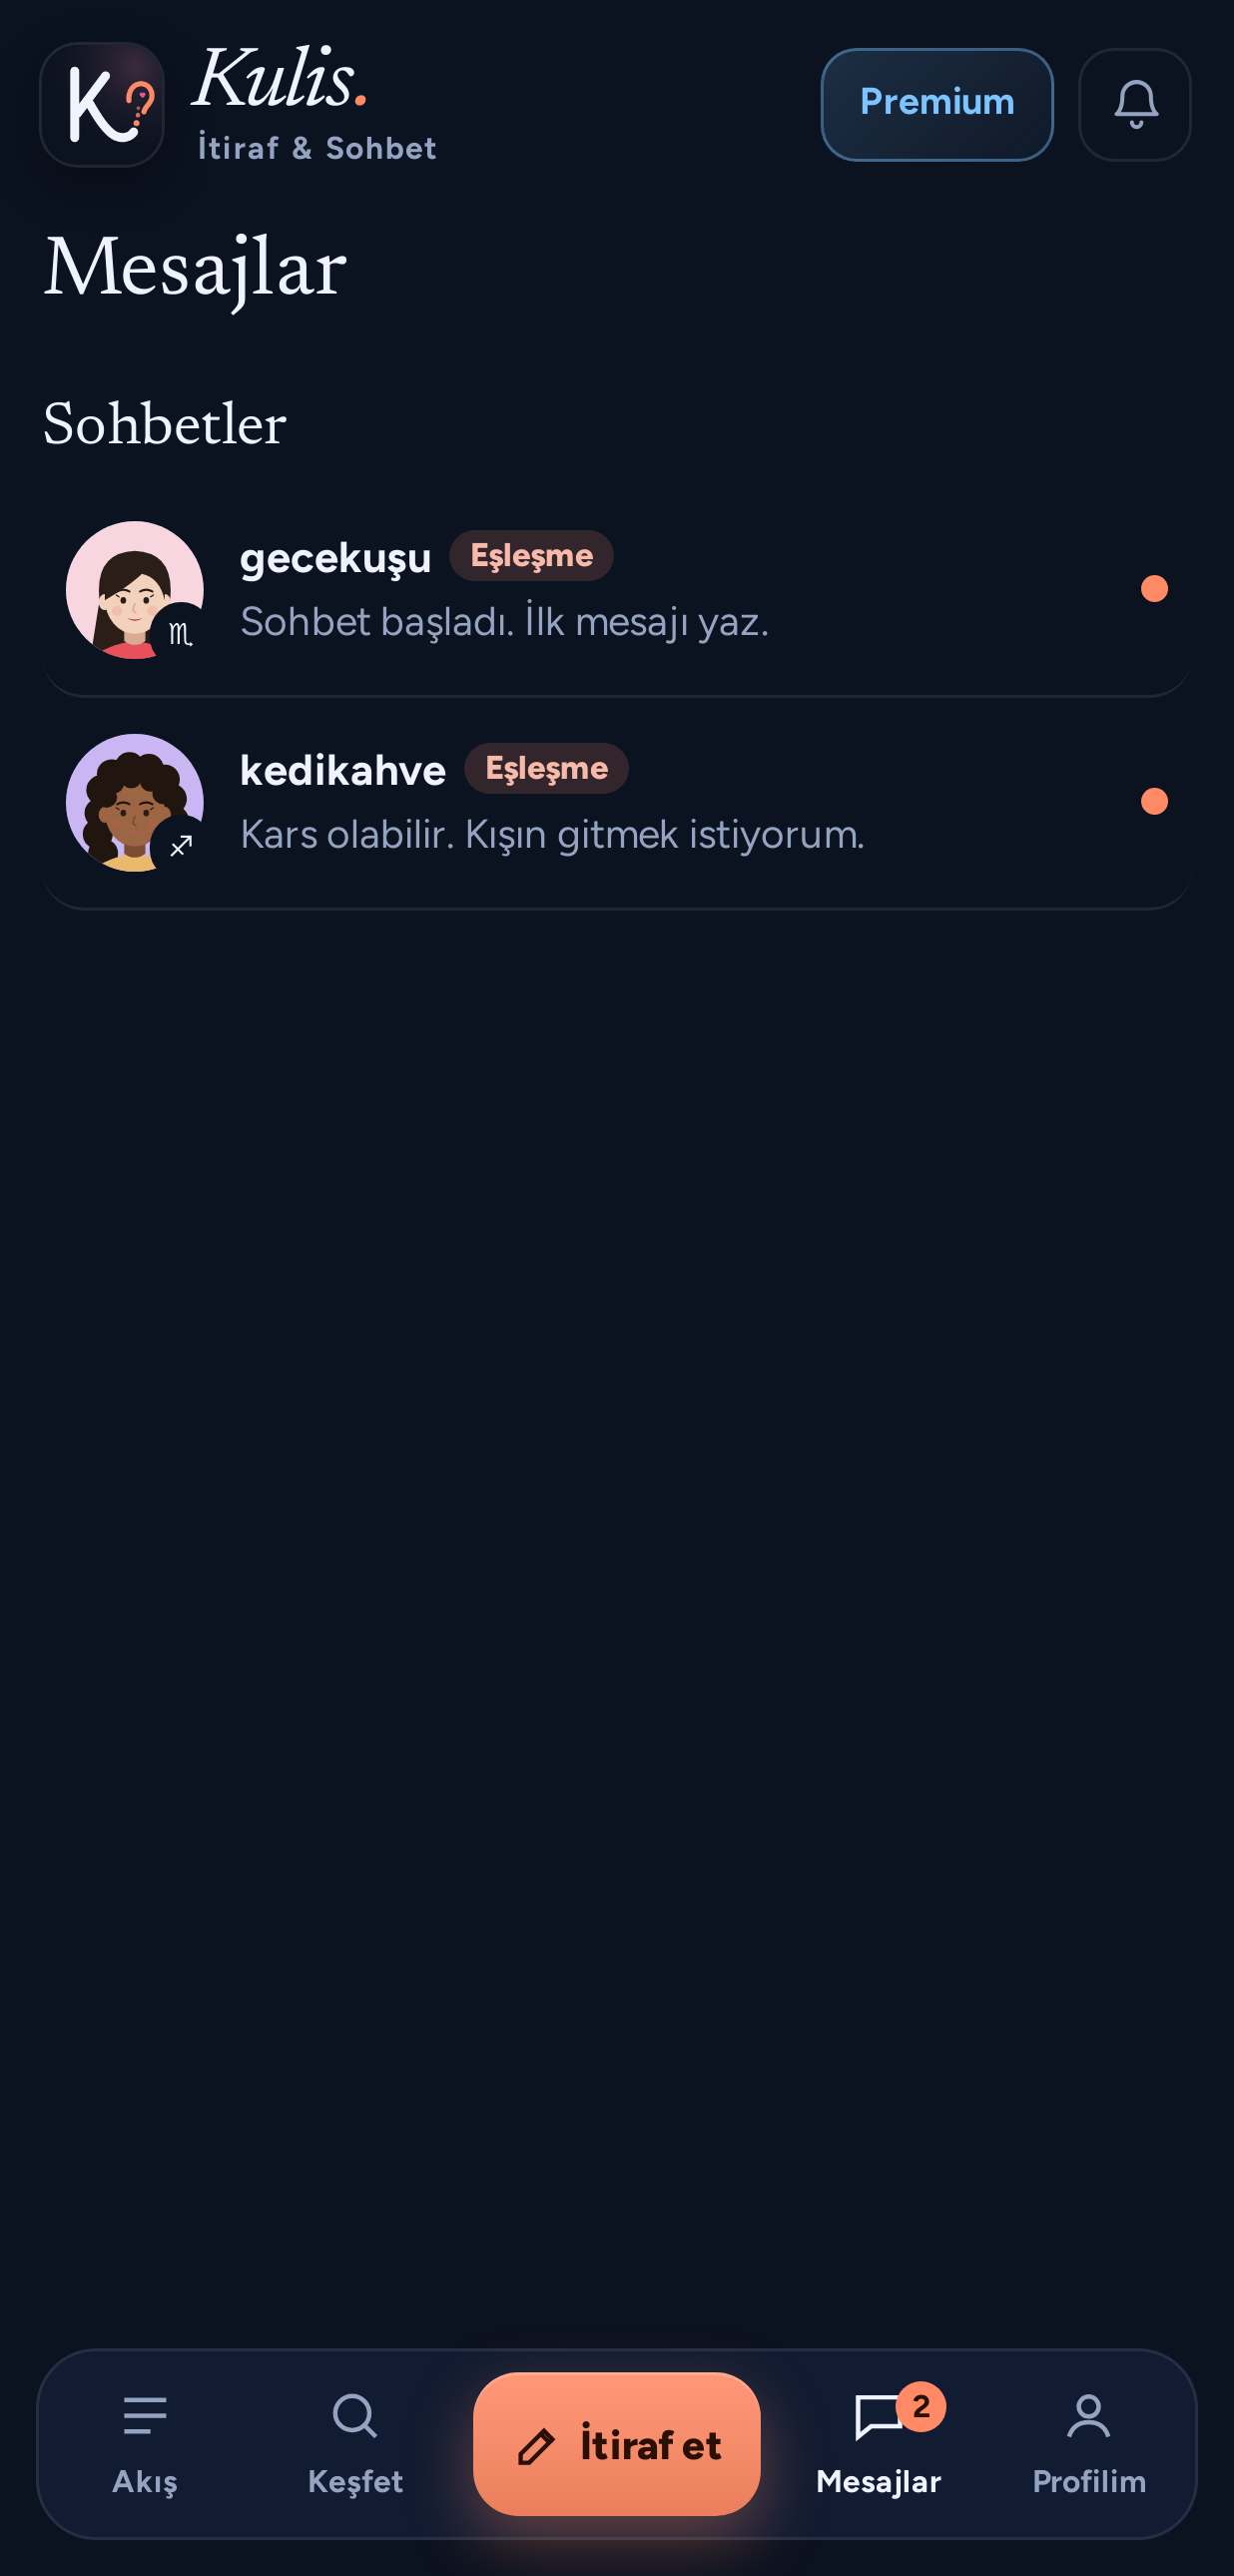 Kulis.
İtiraf & Sohbet
Premium
Mesajlar
Sohbetler
gecekuşu Eşleşme
Sohbet başladı. İlk mesajı yaz.
♏
kedikahve Eşleşme
Kars olabilir. Kışın gitmek istiyorum.
♐
2
Akış
Keşfet
İtiraf et
Mesajlar
Profilim